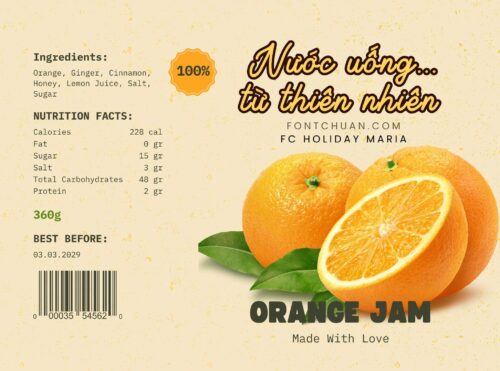 Ingredients:
Orange, Ginger, Cinnamon,
Honey, Lemon Juice, Salt,
Sugar
100%
NUTRITION FACTS:
Calories 228 cal
Fat 0 gr
Sugar 15 gr
Salt 3 gr
Total Carbohydrates 48 gr
Protein 2 gr
360g
BEST BEFORE:
03.03.2029
0 00035 54562 0
Nước uống...
từ thiên nhiên
FONTCHUAN.COM
FC HOLIDAY MARIA
ORANGE JAM
Made With Love